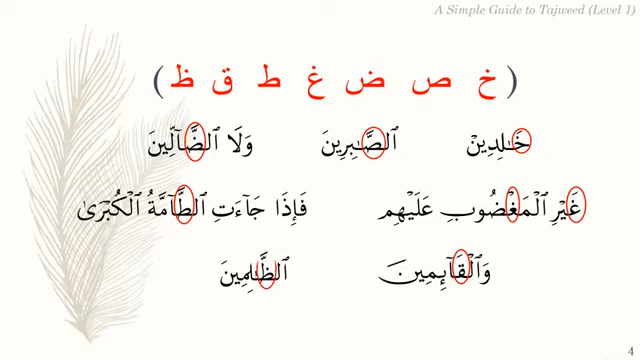 A Simple Guide to Tajweed (Level 1)
( خ ص ض غ ط ق ظ )
خَـٰلِدِيْنَ ٱلصَّـٰبِرِينَ وَلَا ٱلضَّآلِّينَ
غَيْرِ ٱلْمَغْضُوبِ عَلَيْهِم فَإِذَا جَآءَتِ ٱلطَّآمَّةُ ٱلْكُبْرَىٰ
وَٱلْقَآئِمِينَ ٱلظَّـٰلِمِينَ
4